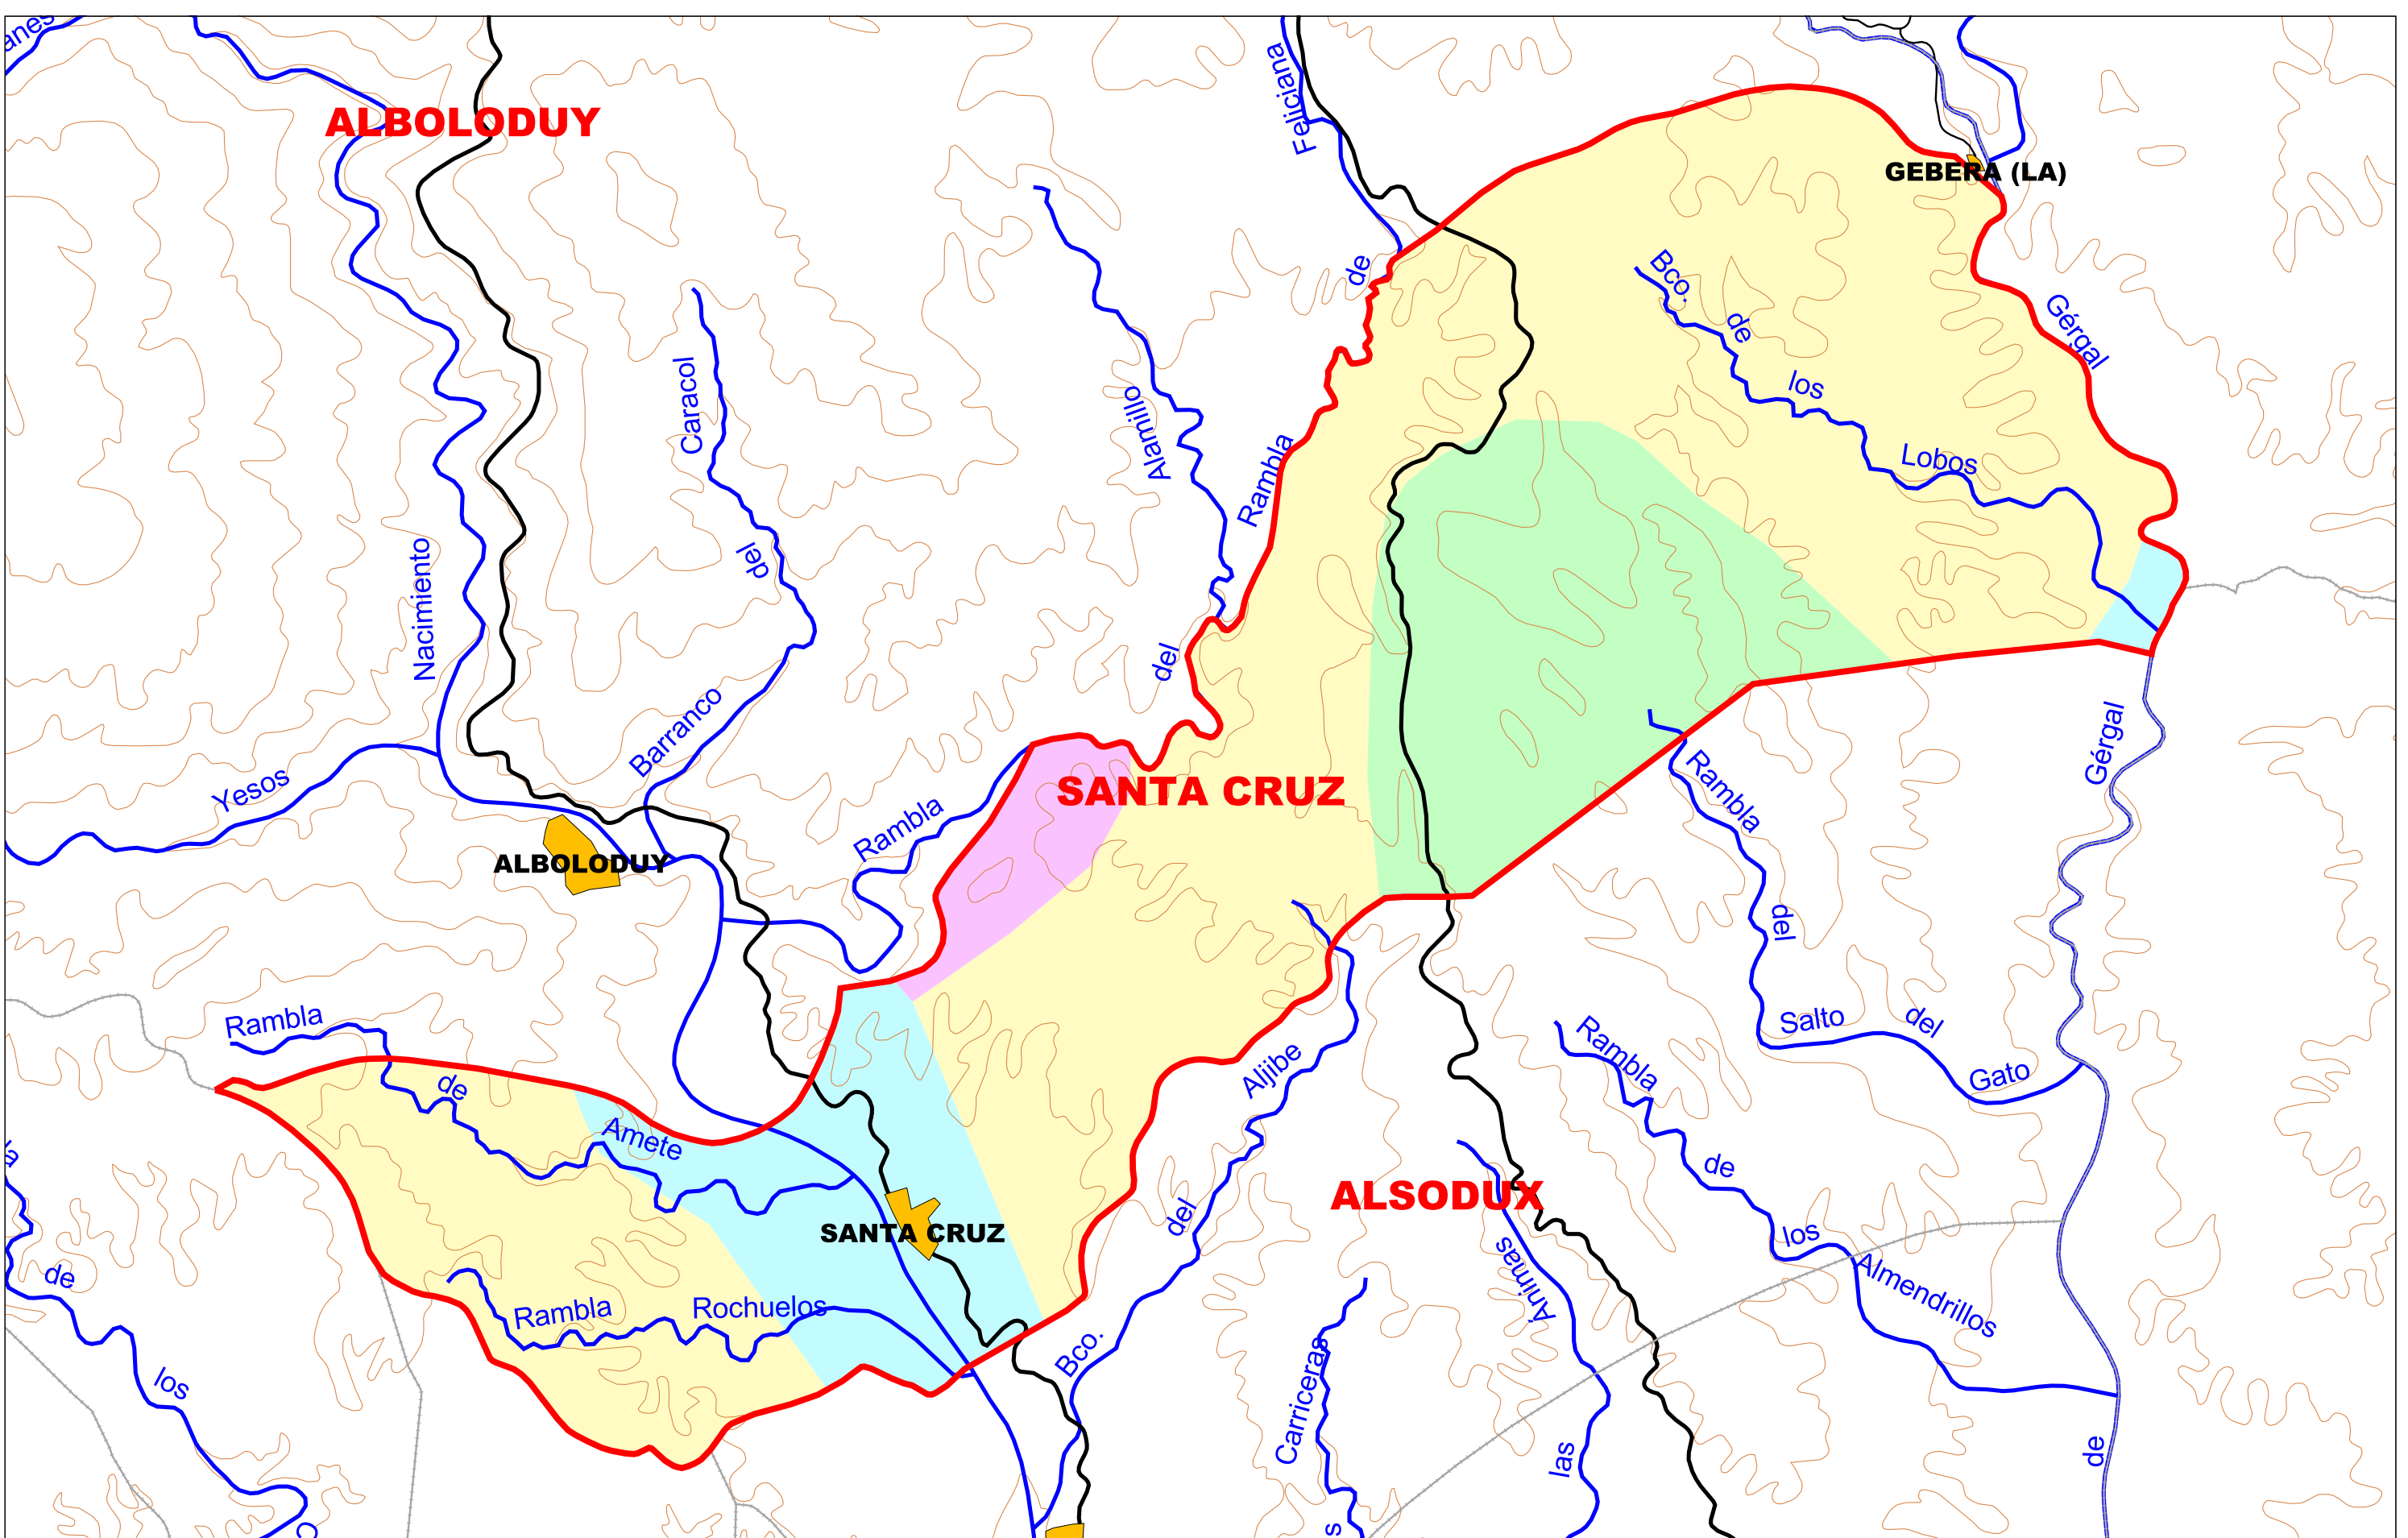 ALBOLODUY
Feliciana
GEBERA (LA)
de
Bco.
de
los
Lobos
Gérgal
Caracol
Alamillo
Rambla
Nacimiento
del
del
Barranco
Yesos
Rambla
SANTA CRUZ
Rambla
Gérgal
ALBOLODUY
del
Rambla
de
Amete
Aljibe
Rambla
Salto
del
Gato
de
los
Almendrillos
ALSODUX
SANTA CRUZ
del
Ánimas
de
los
Rambla
Rochuelos
Bco.
Carriceras
las
de